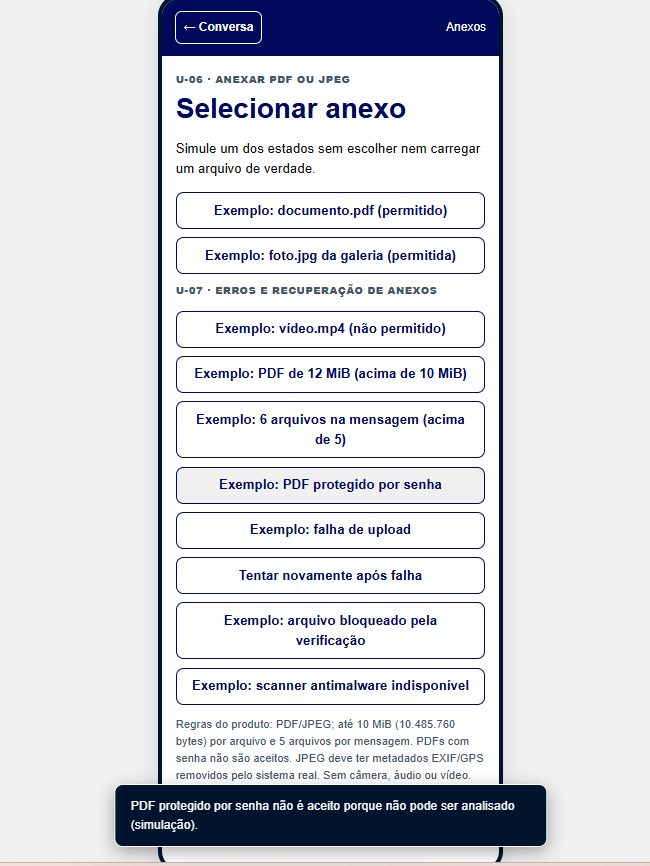 ← Conversa
Anexos
U-06 · ANEXAR PDF OU JPEG
Selecionar anexo
Simule um dos estados sem escolher nem carregar
um arquivo de verdade.
Exemplo: documento.pdf (permitido)
Exemplo: foto.jpg da galeria (permitida)
U-07 · ERROS E RECUPERAÇÃO DE ANEXOS
Exemplo: vídeo.mp4 (não permitido)
Exemplo: PDF de 12 MiB (acima de 10 MiB)
Exemplo: 6 arquivos na mensagem (acima
de 5)
Exemplo: PDF protegido por senha
Exemplo: falha de upload
Tentar novamente após falha
Exemplo: arquivo bloqueado pela
verificação
Exemplo: scanner antimalware indisponível
Regras do produto: PDF/JPEG; até 10 MiB (10.485.760
bytes) por arquivo e 5 arquivos por mensagem. PDFs com
senha não são aceitos. JPEG deve ter metadados EXIF/GPS
removidos pelo sistema real. Sem câmera, áudio ou vídeo.
PDF protegido por senha não é aceito porque não pode ser analisado
(simulação).